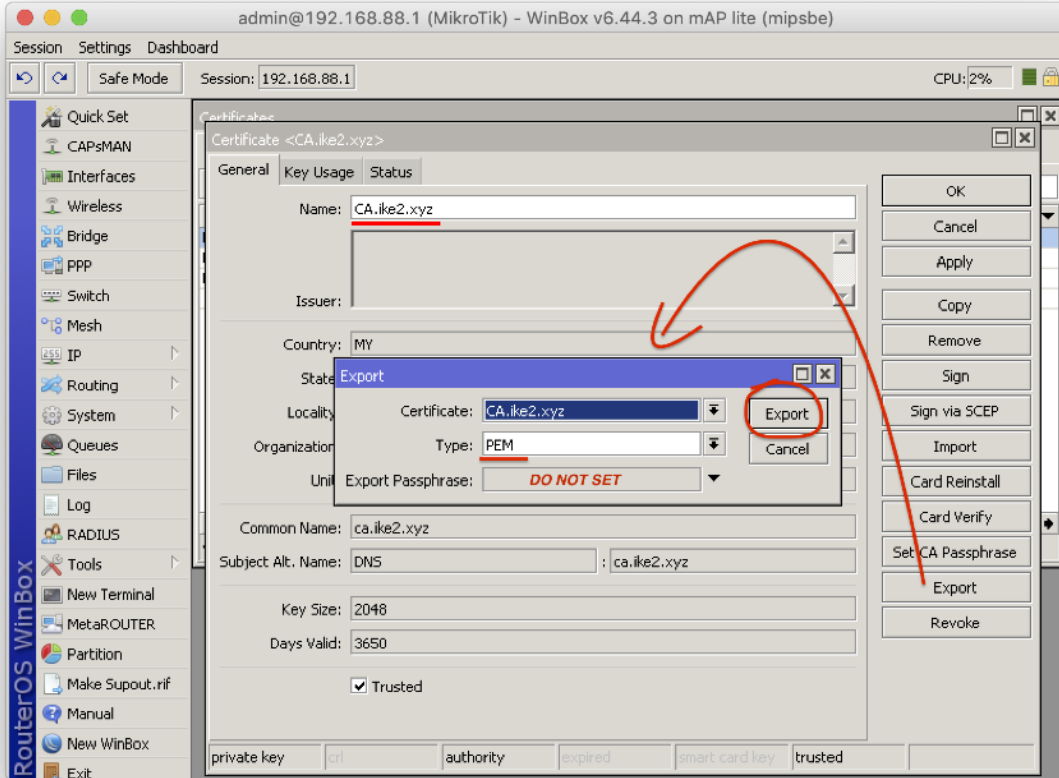 admin@192.168.88.1 (MikroTik) - WinBox v6.44.3 on mAP lite (mipsbe)
Session Settings Dashboard
Safe Mode Session: 192.168.88.1 CPU: 2%
Quick Set
CAPsMAN
Interfaces
Wireless
Bridge
PPP
Switch
Mesh
IP
Routing
System
Queues
Files
Log
RADIUS
Tools
New Terminal
MetaROUTER
Partition
Make Supout.rif
Manual
New WinBox
Exit
RouterOS WinBox
Certificates
Certificate <CA.ike2.xyz>
General Key Usage Status
Name: CA.ike2.xyz
Issuer:
Country: MY
State
Locality
Organization
Unit
Common Name: ca.ike2.xyz
Subject Alt. Name: DNS : ca.ike2.xyz
Key Size: 2048
Days Valid: 3650
Trusted
Export
Certificate: CA.ike2.xyz
Type: PEM
Export Passphrase: DO NOT SET
Export
Cancel
OK
Cancel
Apply
Copy
Remove
Sign
Sign via SCEP
Import
Card Reinstall
Card Verify
Set CA Passphrase
Export
Revoke
private key crl authority expired smart card key trusted